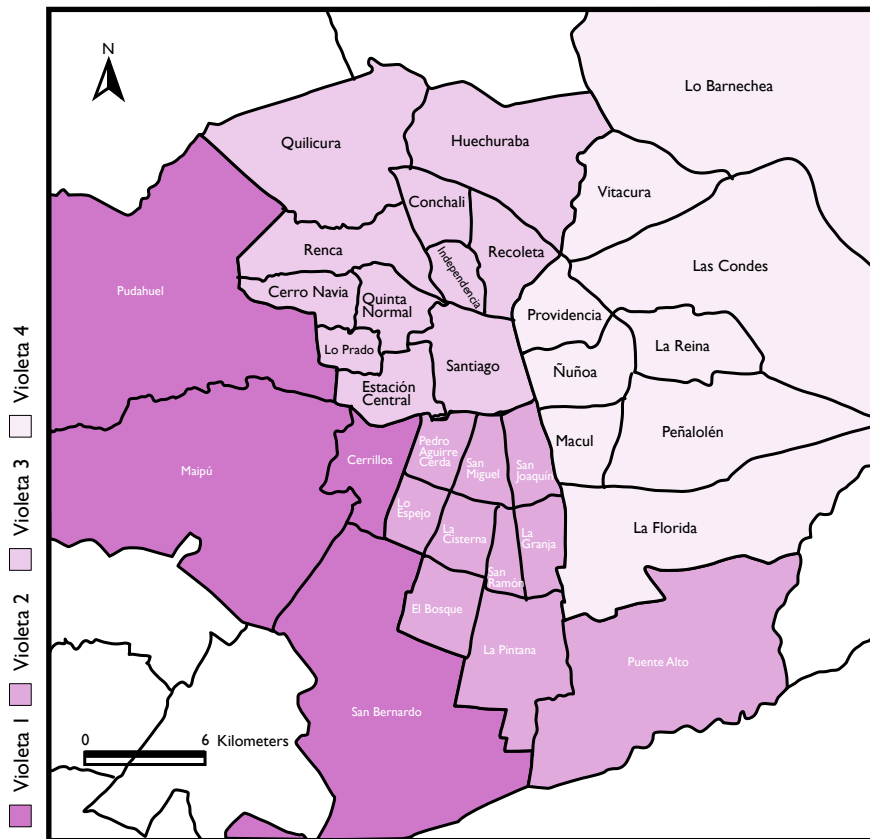 N
Lo Barnechea
Quilicura
Huechuraba
Vitacura
Conchali
Renca
Independencia
Recoleta
Las Condes
Pudahuel
Cerro Navia
Quinta
Normal
Providencia
Lo Prado
Santiago
La Reina
Estación
Central
Ñuñoa
Macul
Peñalolén
Maipú
Cerrillos
Pedro
Aguirre
Cerda
San
Miguel
San
Joaquín
Lo
Espejo
La
Cisterna
La
Granja
La Florida
San
Ramón
El Bosque
La Pintana
Puente Alto
San Bernardo
0 6 Kilometers
Violeta 1
Violeta 2
Violeta 3
Violeta 4